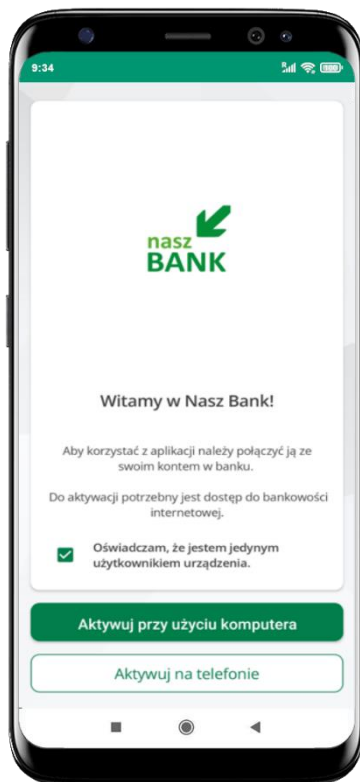 9:34
nasz
BANK
Witamy w Nasz Bank!
Aby korzystać z aplikacji należy połączyć ją ze
swoim kontem w banku.
Do aktywacji potrzebny jest dostęp do bankowości
internetowej.
Oświadczam, że jestem jedynym
użytkownikiem urządzenia.
Aktywuj przy użyciu komputera
Aktywuj na telefonie